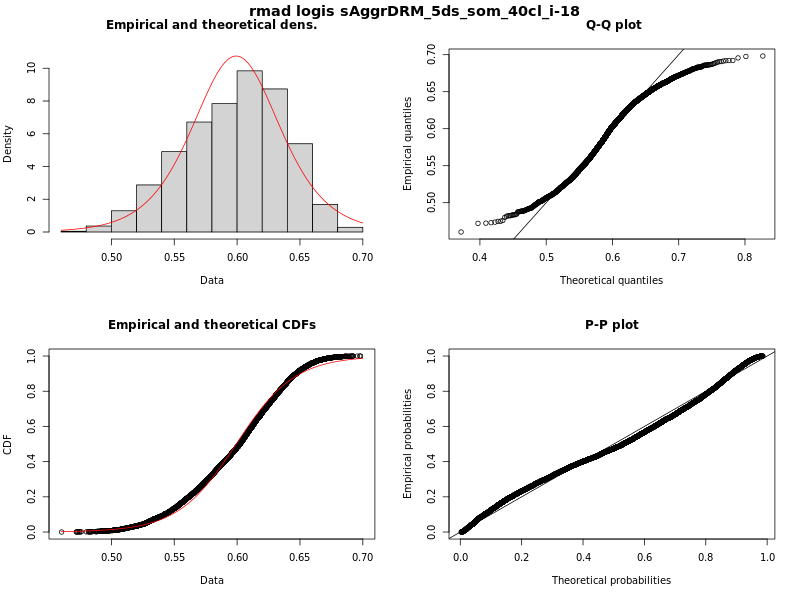 rmad logis sAggrDRM_5ds_som_40cl_i-18
Empirical and theoretical dens.
Density
0 2 4 6 8 10
0.50 0.55 0.60 0.65 0.70
Data
Q-Q plot
Empirical quantiles
0.50 0.55 0.60 0.65 0.70
0.4 0.5 0.6 0.7 0.8
Theoretical quantiles
Empirical and theoretical CDFs
CDF
0.0 0.2 0.4 0.6 0.8 1.0
0.50 0.55 0.60 0.65 0.70
Data
P-P plot
Empirical probabilities
0.0 0.2 0.4 0.6 0.8 1.0
0.0 0.2 0.4 0.6 0.8 1.0
Theoretical probabilities